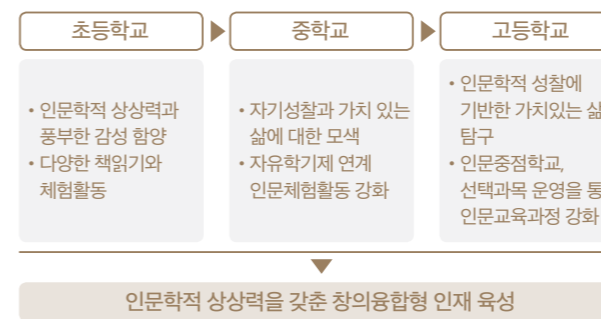 초등학교
중학교
고등학교
• 인문학적 상상력과
풍부한 감성 함양
• 다양한 책읽기와
체험활동
• 자기성찰과 가치 있는
삶에 대한 모색
• 자유학기제 연계
인문체험활동 강화
• 인문학적 성찰에
기반한 가치있는 삶
탐구
• 인문중점학교,
선택과목 운영을 통
인문교육과정 강화
인문학적 상상력을 갖춘 창의융합형 인재 육성